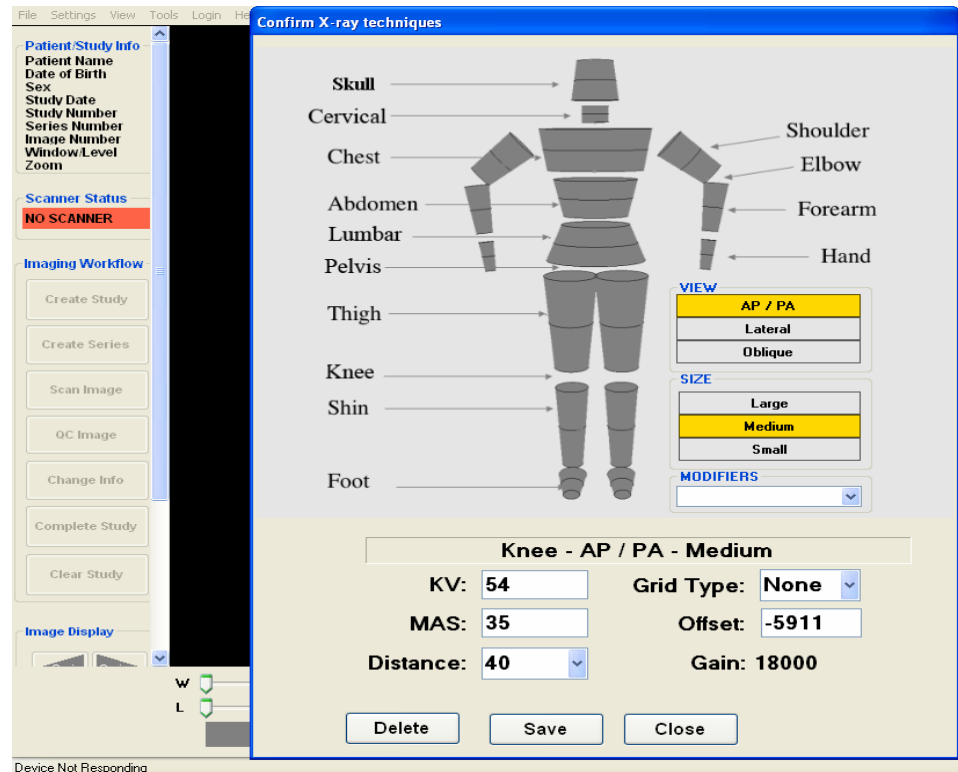 File Settings View Tools Login
Confirm X-ray techniques
Patient/Study Info
Patient Name
Date of Birth
Sex
Study Date
Study Number
Series Number
Image Number
Window/Level
Zoom
Scanner Status
NO SCANNER
Imaging Workflow
Create Study
Create Series
Scan Image
QC Image
Change Info
Complete Study
Clear Study
Image Display
W
L
Device Not Responding
Skull
Cervical
Chest
Abdomen
Lumbar
Pelvis
Thigh
Knee
Shin
Foot
Shoulder
Elbow
Forearm
Hand
VIEW
AP / PA
Lateral
Oblique
SIZE
Large
Medium
Small
MODIFIERS
Knee - AP / PA - Medium
KV: 54 Grid Type: None
MAS: 35 Offset: -5911
Distance: 40 Gain: 18000
Delete Save Close